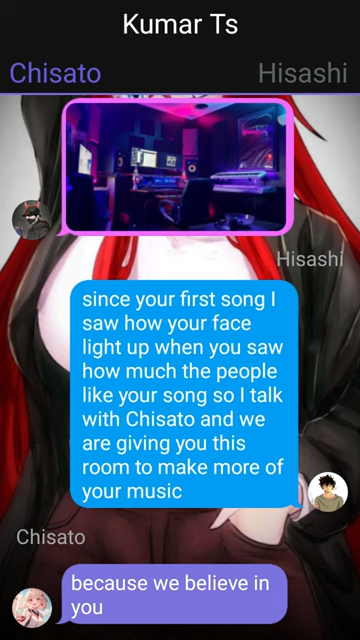 Kumar Ts
Chisato Hisashi
Hisashi
since your first song I
saw how your face
light up when you saw
how much the people
like your song so I talk
with Chisato and we
are giving you this
room to make more of
your music
Chisato
because we believe in
you